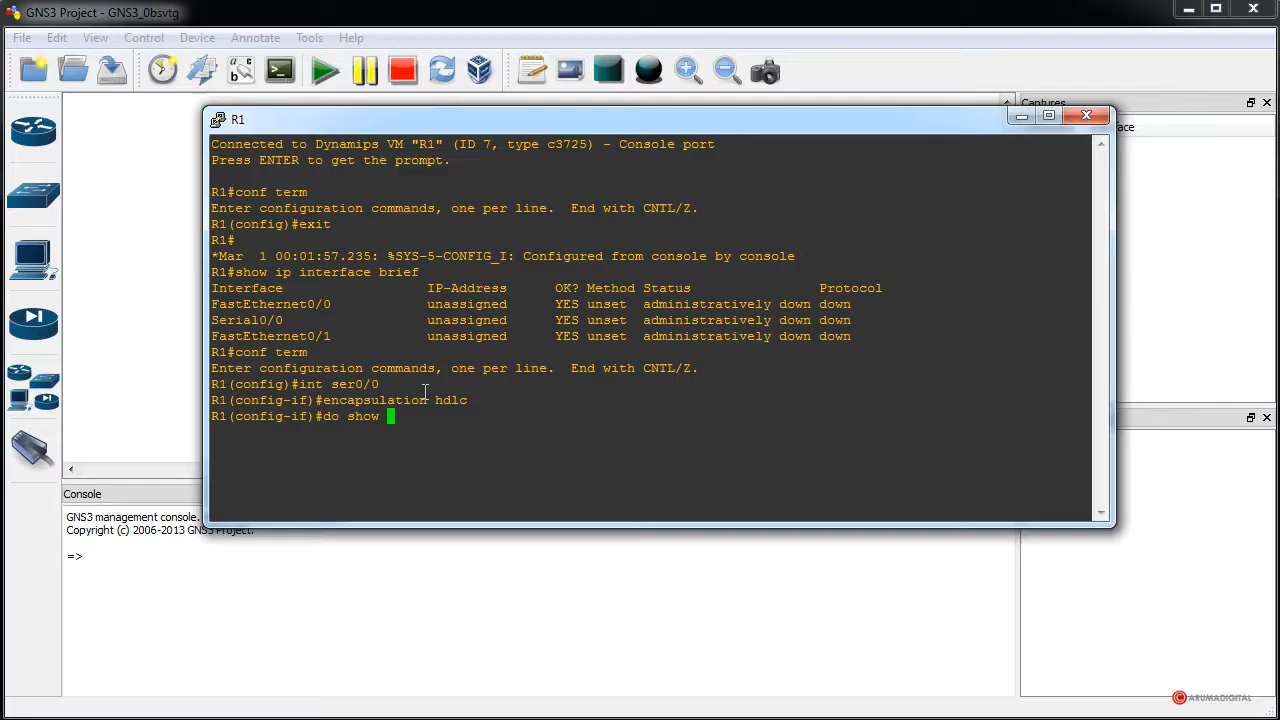 GNS3 Project - GNS3_0bsvtg
File Edit View Control Device Annotate Tools Help
Captures
R1
Connected to Dynamips VM "R1" (ID 7, type c3725) - Console port
Press ENTER to get the prompt.
R1#conf term
Enter configuration commands, one per line.  End with CNTL/Z.
R1(config)#exit
R1#
*Mar  1 00:01:57.235: %SYS-5-CONFIG_I: Configured from console by console
R1#show ip interface brief
Interface IP-Address OK? Method Status Protocol
FastEthernet0/0 unassigned YES unset administratively down down
Serial0/0 unassigned YES unset administratively down down
FastEthernet0/1 unassigned YES unset administratively down down
R1#conf term
Enter configuration commands, one per line.  End with CNTL/Z.
R1(config)#int ser0/0
R1(config-if)#encapsulation hdlc
R1(config-if)#do show
Console
GNS3 management console.
Copyright (c) 2006-2013 GNS3 Project.
=>
ARUMADIGITAL